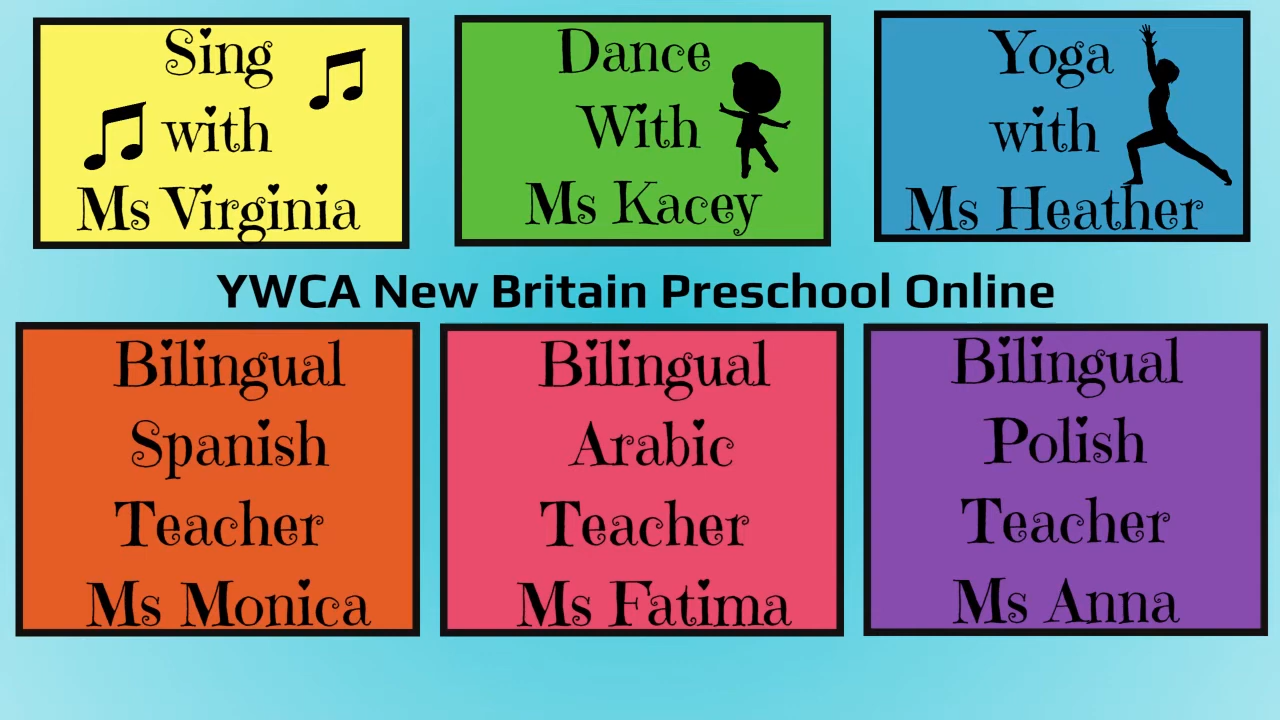 Sing
with
Ms Virginia
Dance
With
Ms Kacey
Yoga
with
Ms Heather
YWCA New Britain Preschool Online
Bilingual
Spanish
Teacher
Ms Monica
Bilingual
Arabic
Teacher
Ms Fatima
Bilingual
Polish
Teacher
Ms Anna